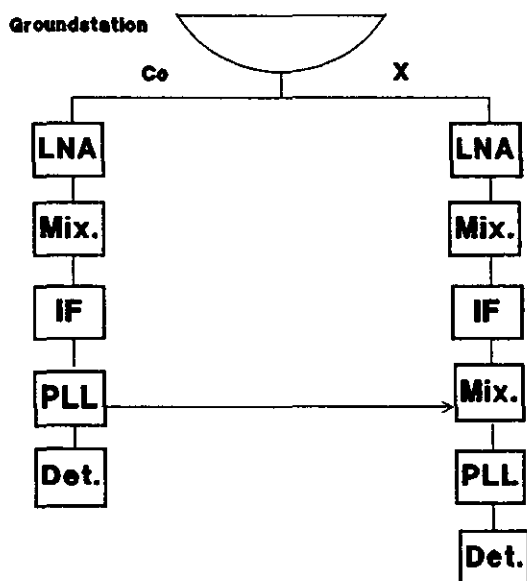 Groundstation
Co
X
LNA
LNA
Mix.
Mix.
IF
IF
PLL
Mix.
Det.
PLL
Det.